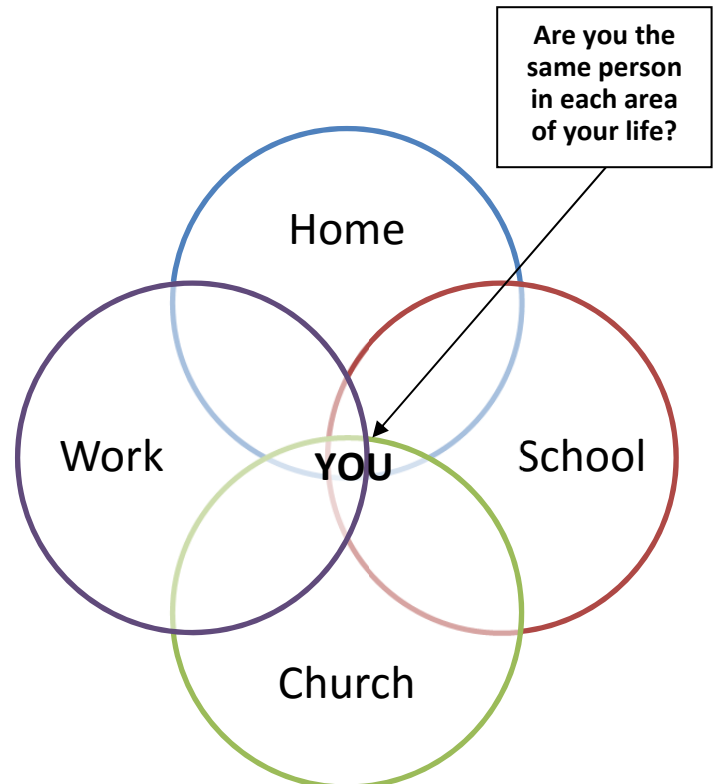 Are you the
same person
in each area
of your life?
Home
Work
YOU
School
Church